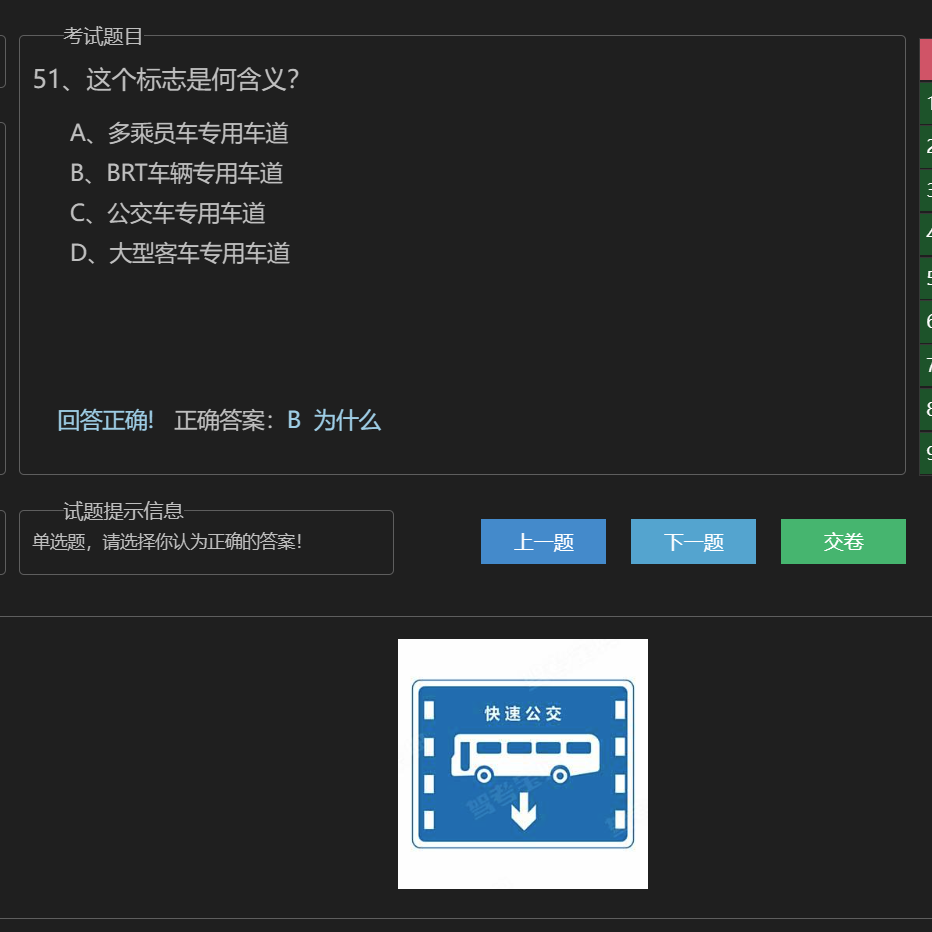 考试题目
51、这个标志是何含义？
A、多乘员车专用车道
B、BRT车辆专用车道
C、公交车专用车道
D、大型客车专用车道
回答正确! 正确答案：B 为什么
试题提示信息
单选题，请选择你认为正确的答案！
上一题 下一题 交卷
1
2
3
4
5
6
7
8
9
快速公交
驾考宝